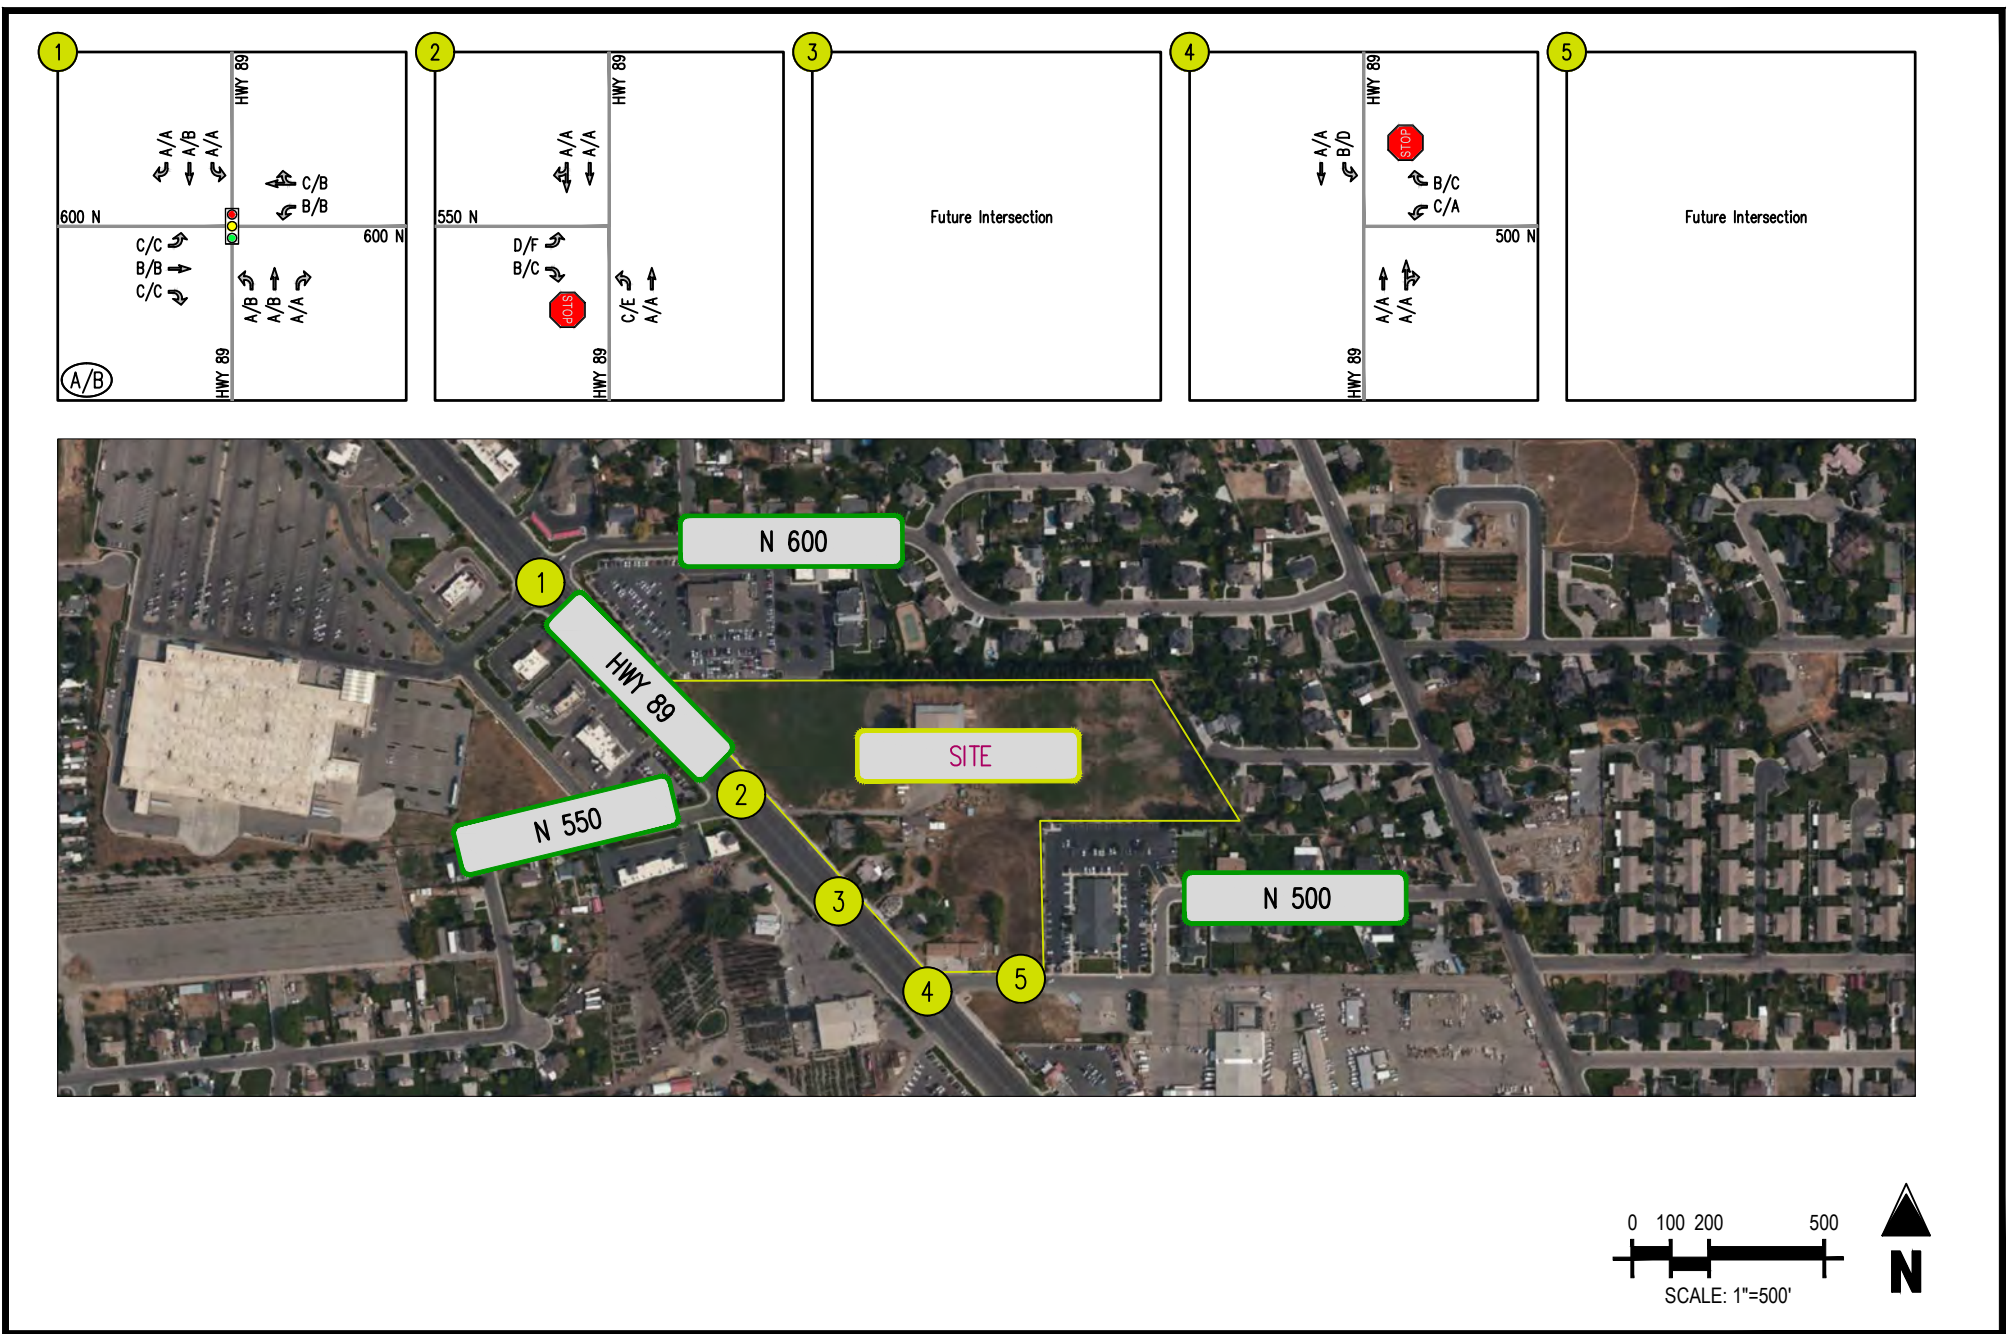 1
HWY 89
A/A
A/B
A/A
C/B
B/B
600 N
600 N
C/C
B/B
C/C
A/B
A/B
A/A
HWY 89
A/B
2
HWY 89
A/A
A/A
550 N
D/F
B/C
STOP
C/E
A/A
HWY 89
3
Future Intersection
4
HWY 89
A/A
B/D
STOP
B/C
C/A
500 N
A/A
A/A
HWY 89
5
Future Intersection
N 600
1
HWY 89
SITE
2
N 550
3
N 500
4
5
0 100 200 500
SCALE: 1"=500'
N